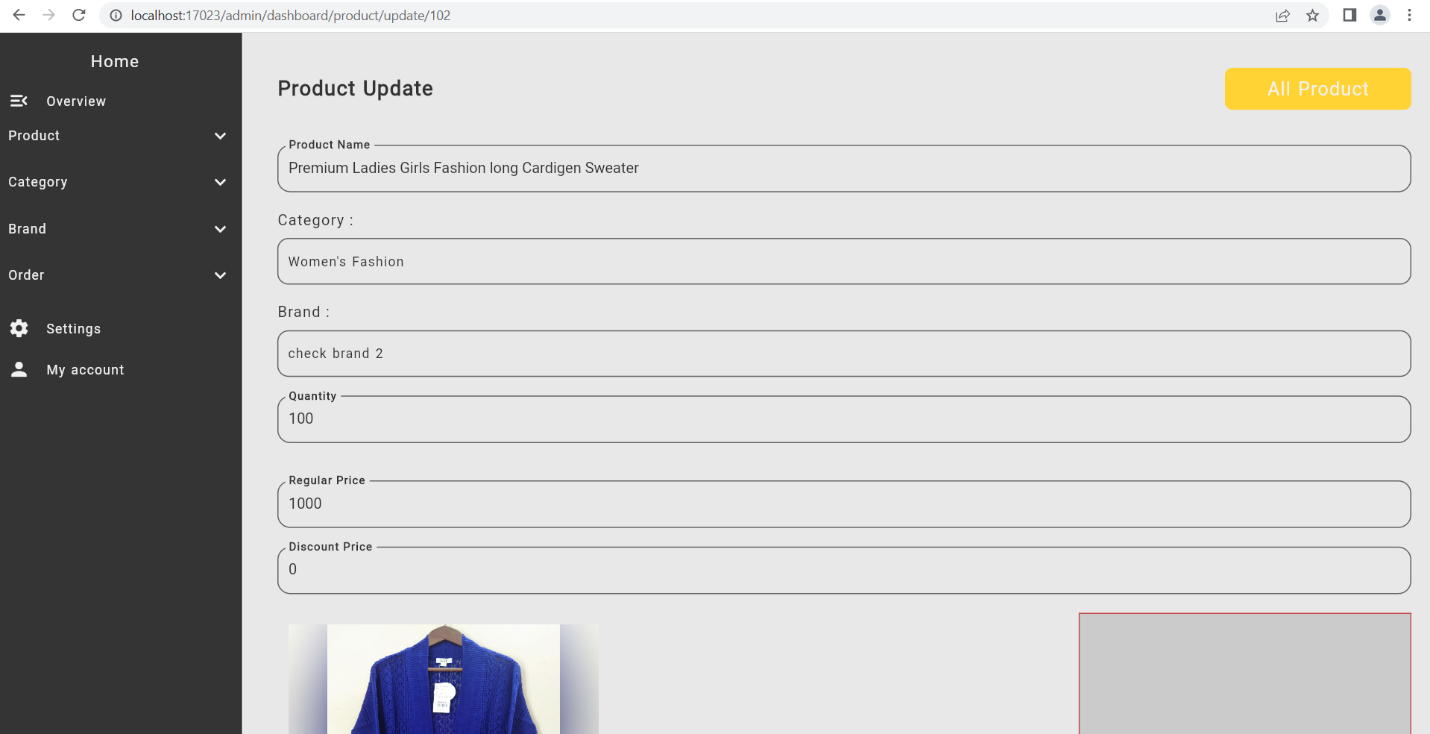 localhost:17023/admin/dashboard/product/update/102
Home
Overview
Product
Category
Brand
Order
Settings
My account
Product Update
All Product
Product Name
Premium Ladies Girls Fashion long Cardigen Sweater
Category :
Women's Fashion
Brand :
check brand 2
Quantity
100
Regular Price
1000
Discount Price
0